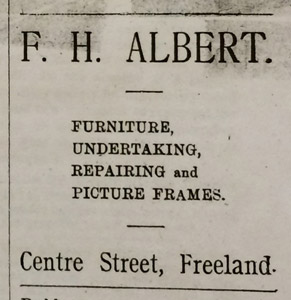 F. H. ALBERT.
FURNITURE,
UNDERTAKING,
REPAIRING and
PICTURE FRAMES.
Centre Street, Freeland.